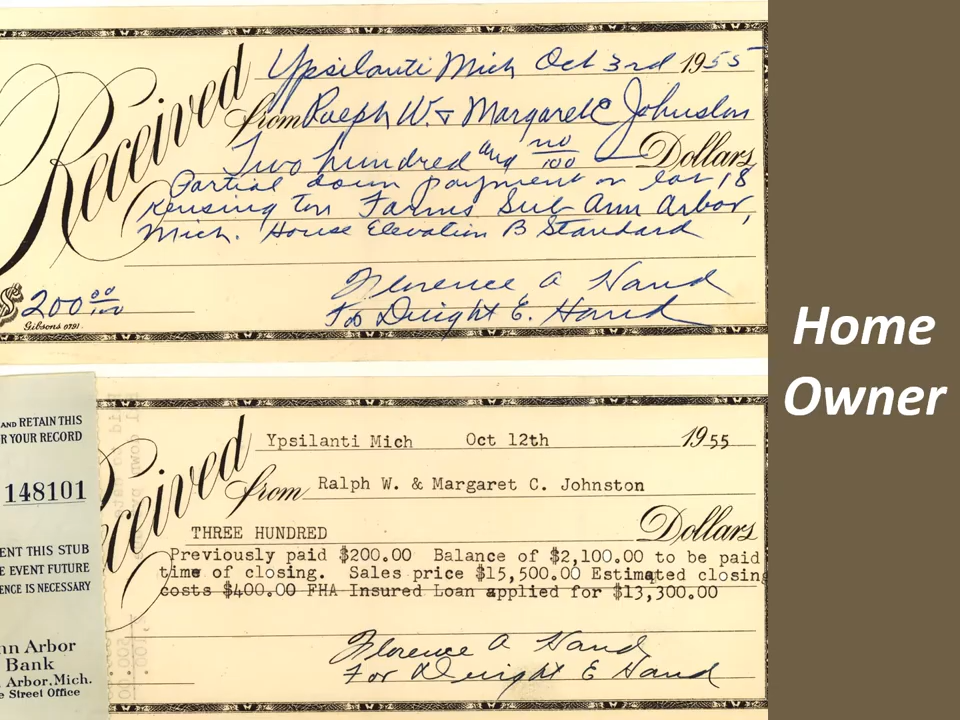 Received
Ypsilanti Mich Oct 3rd 1955
from Ralph W. & Margaret C Johnston
Two hundred and no/100 — Dollars
Partial down payment on lot 18
Kensington Farms Sub Ann Arbor,
Mich. House Elevation B Standard
Florence A Hand
For Dwight E. Hand
$ 200 00/100
Gibsons 0791
Home
Owner
AND RETAIN THIS
R YOUR RECORD
148101
ENT THIS STUB
E EVENT FUTURE
ENCE IS NECESSARY
nn Arbor
Bank
Arbor, Mich.
e Street Office
Received
Ypsilanti Mich Oct 12th 1955
from Ralph W. & Margaret C. Johnston
THREE HUNDRED Dollars
Previously paid $200.00 Balance of $2,100.00 to be paid
time of closing. Sales price $15,500.00 Estimated closing
costs $400.00 FHA Insured Loan applied for $13,300.00
Florence A Hand
For Dwight E Hand